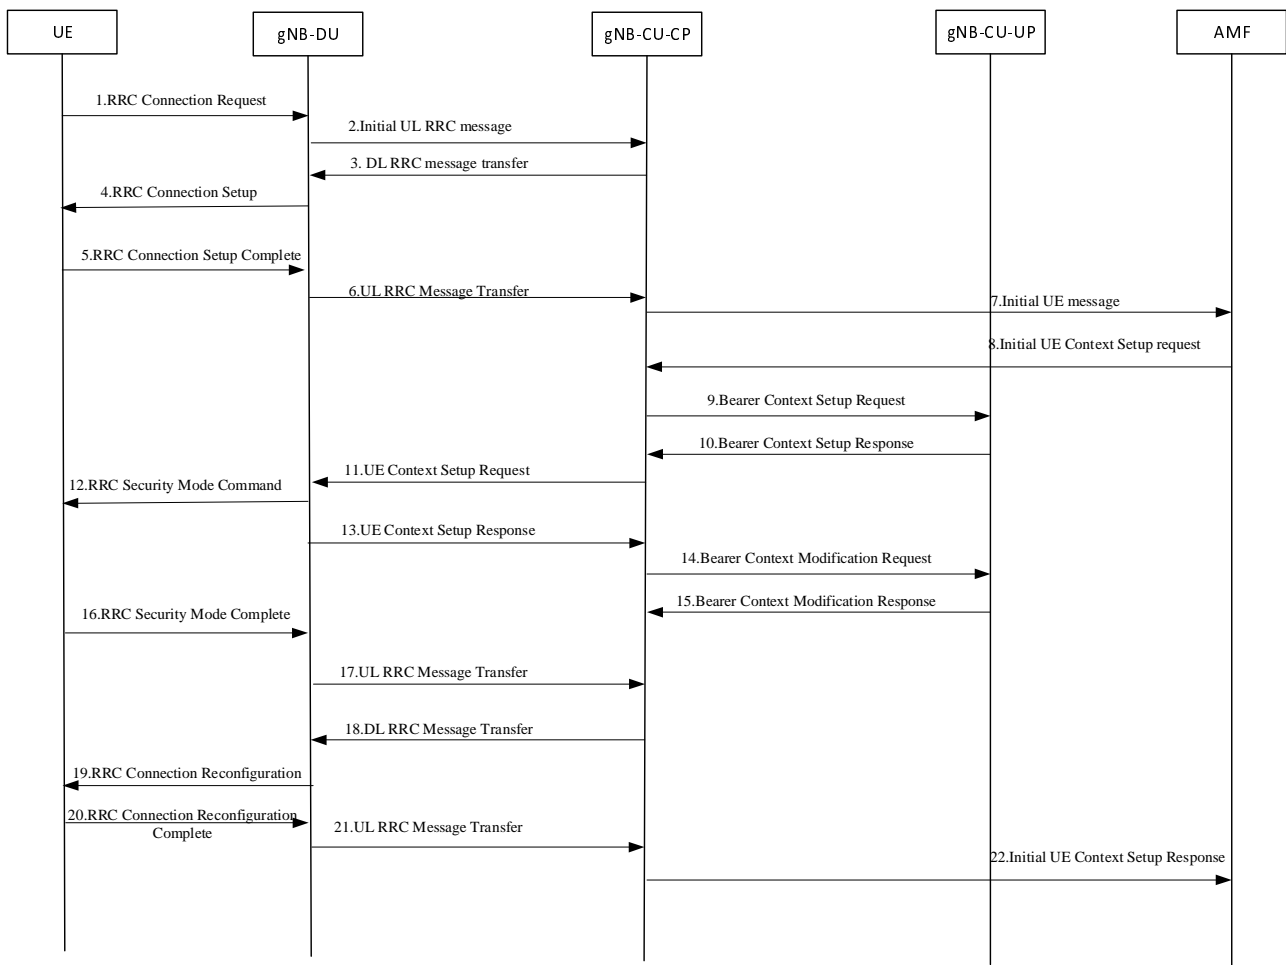 UE
gNB-DU
gNB-CU-CP
gNB-CU-UP
AMF
1.RRC Connection Request
2.Initial UL RRC message
3. DL RRC message transfer
4.RRC Connection Setup
5.RRC Connection Setup Complete
6.UL RRC Message Transfer
7.Initial UE message
8.Initial UE Context Setup request
9.Bearer Context Setup Request
10.Bearer Context Setup Response
11.UE Context Setup Request
12.RRC Security Mode Command
13.UE Context Setup Response
14.Bearer Context Modification Request
15.Bearer Context Modification Response
16.RRC Security Mode Complete
17.UL RRC Message Transfer
18.DL RRC Message Transfer
19.RRC Connection Reconfiguration
20.RRC Connection Reconfiguration
Complete
21.UL RRC Message Transfer
22.Initial UE Context Setup Response